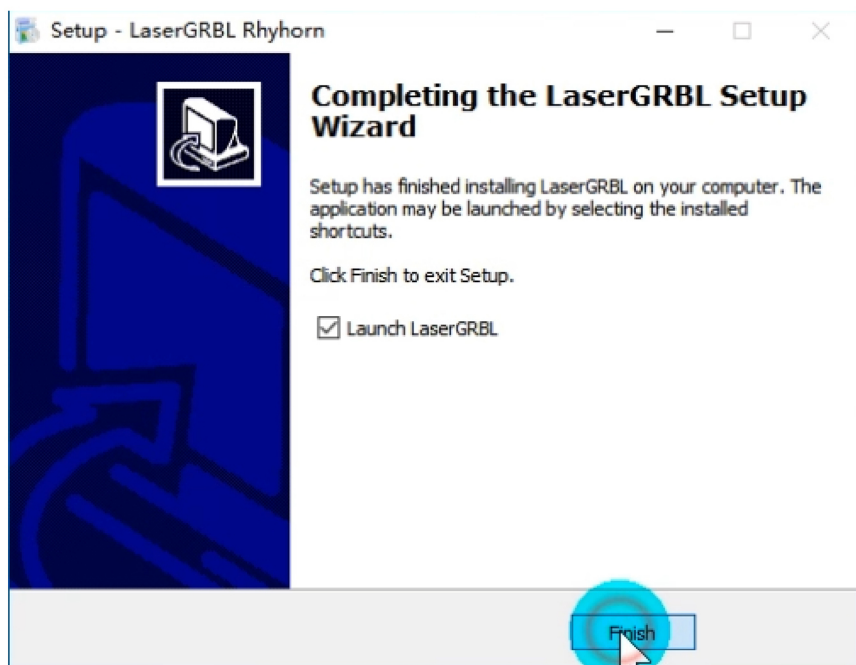 Setup - LaserGRBL Rhyhorn
Completing the LaserGRBL Setup
Wizard
Setup has finished installing LaserGRBL on your computer. The
application may be launched by selecting the installed
shortcuts.
Click Finish to exit Setup.
Launch LaserGRBL
Finish